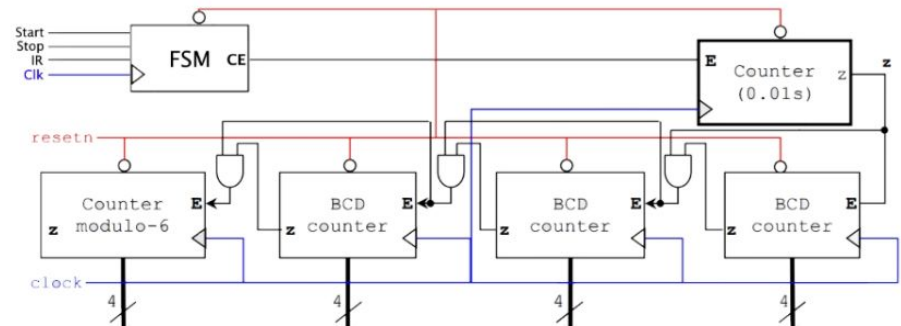 Start
Stop
IR
Clk
FSM
CE
E
Counter
(0.01s)
z
z
resetn
Counter
modulo-6
E
z
BCD
counter
E
z
BCD
counter
E
z
BCD
counter
E
z
clock
4
4
4
4